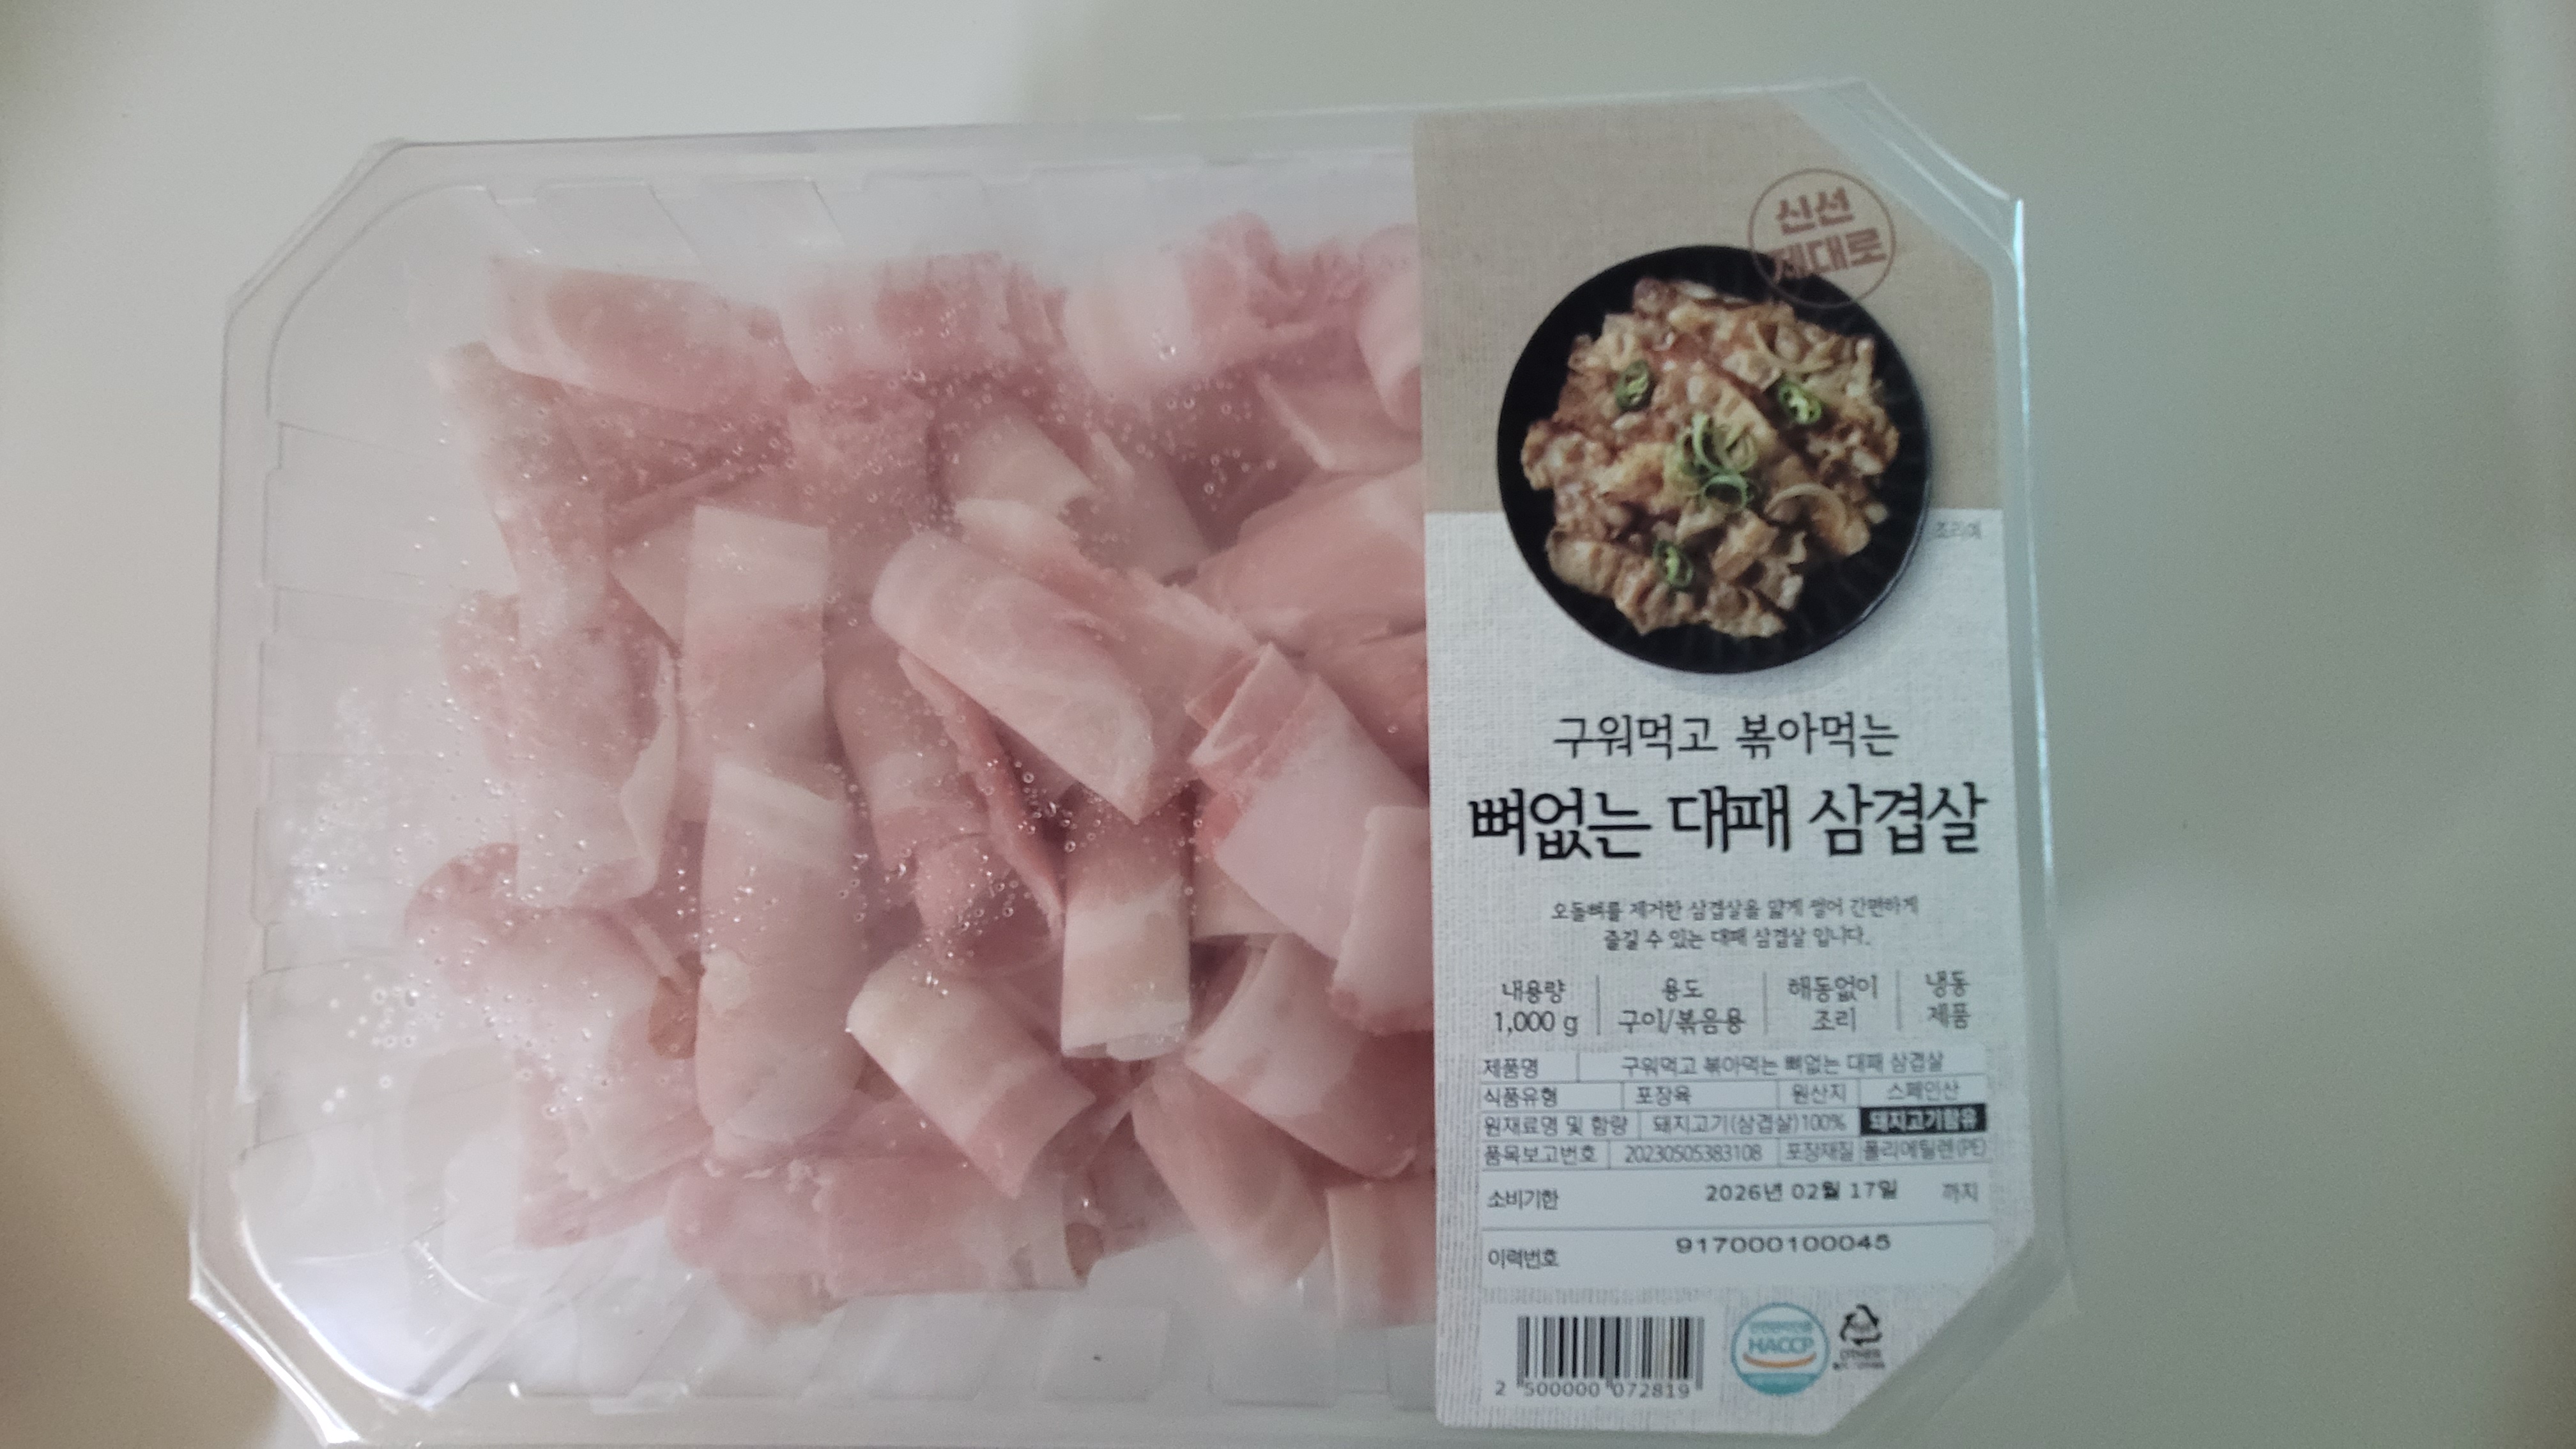 신선
제대로
조리예
구워먹고 볶아먹는
뼈없는 대패 삼겹살
오돌뼈를 제거한 삼겹살을 얇게 썰어 간편하게
즐길 수 있는 대패 삼겹살 입니다.
내용량 용도 해동없이 냉동
1,000 g 구이/볶음용 조리 제품
제품명 구워먹고 볶아먹는 뼈없는 대패 삼겹살
식품유형 포장육 원산지 스페인산
원재료명 및 함량 돼지고기(삼겹살)100% 돼지고기함유
품목보고번호 20230505383108 포장재질 폴리에틸렌(PE)
소비기한 2026년 02월 17일 까지
이력번호 917000100045
HACCP
2 500000 072819